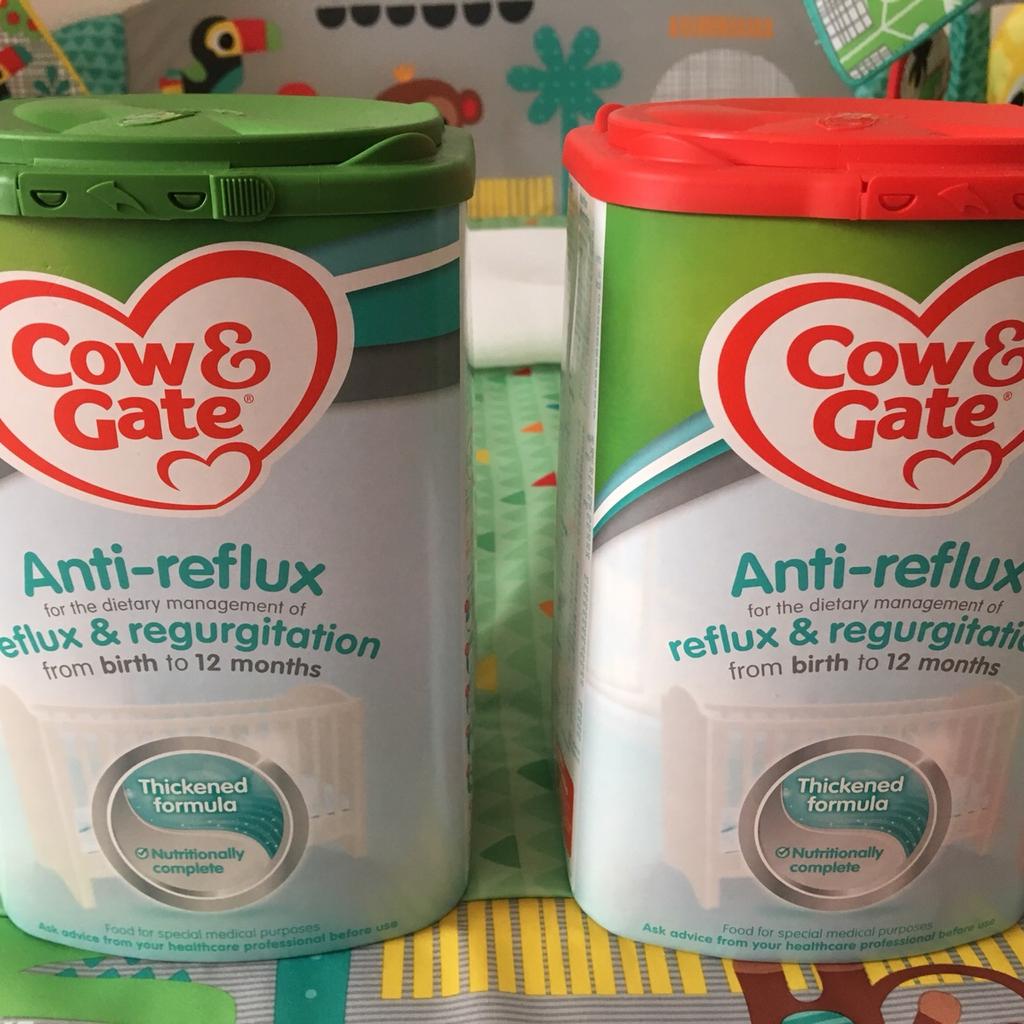 Cow &
Gate®
Anti-reflux
for the dietary management of
eflux & regurgitation
from birth to 12 months
Thickened
formula
Nutritionally
complete
Food for special medical purposes
Ask advice from your healthcare professional before use
Cow &
Gate®
Anti-reflux
for the dietary management of
reflux & regurgitatio
from birth to 12 months
Thickened
formula
Nutritionally
complete
Food for special medical purposes
Ask advice from your healthcare professional before use